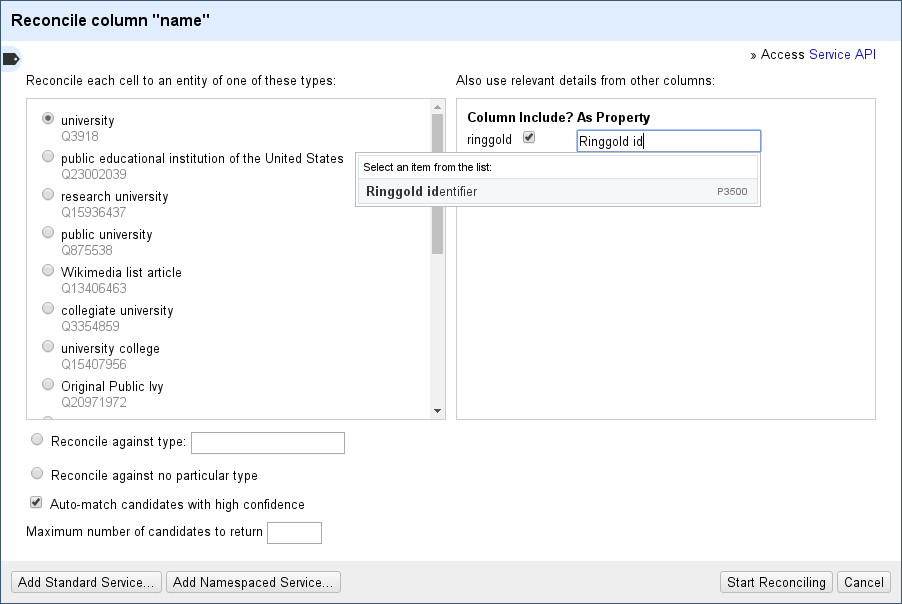 Reconcile column "name"
» Access Service API
Reconcile each cell to an entity of one of these types:
Also use relevant details from other columns:
university
Q3918
public educational institution of the United States
Q23002039
research university
Q15936437
public university
Q875538
Wikimedia list article
Q13406463
collegiate university
Q3354859
university college
Q15407956
Original Public Ivy
Q20971972
Column Include? As Property
ringgold Ringgold id
Select an item from the list:
Ringgold identifier P3500
Reconcile against type:
Reconcile against no particular type
Auto-match candidates with high confidence
Maximum number of candidates to return
Add Standard Service... Add Namespaced Service... Start Reconciling Cancel